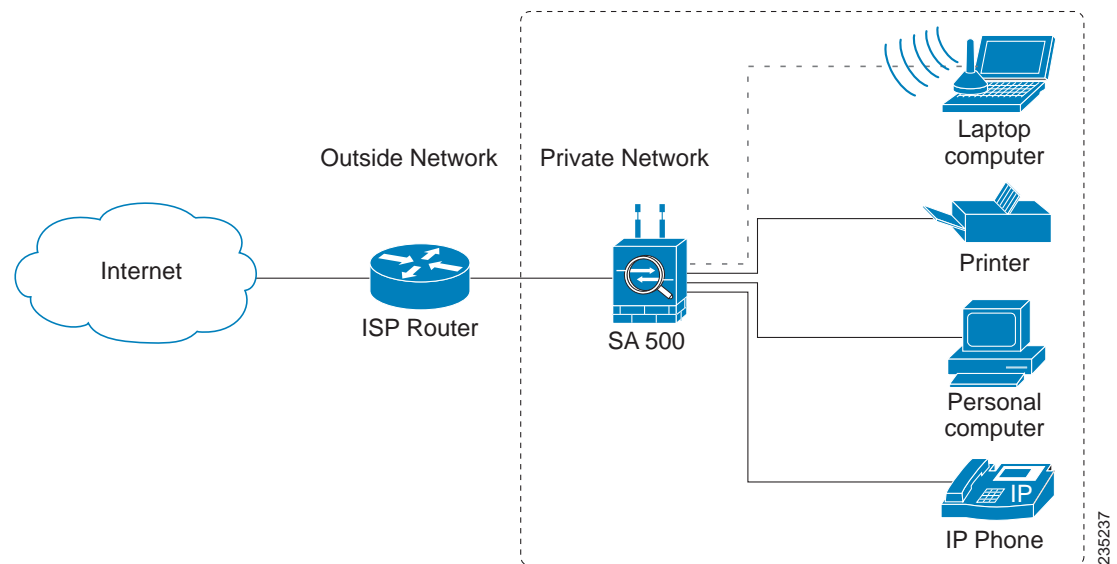 Outside Network
Private Network
Internet
ISP Router
SA 500
Laptop
computer
Printer
Personal
computer
IP
IP Phone
235237